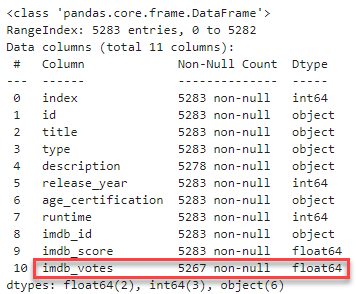 <class 'pandas.core.frame.DataFrame'>
RangeIndex: 5283 entries, 0 to 5282
Data columns (total 11 columns):
 #   Column             Non-Null Count  Dtype
---  ------             --------------  -----
 0   index              5283 non-null   int64
 1   id                 5283 non-null   object
 2   title              5283 non-null   object
 3   type               5283 non-null   object
 4   description        5278 non-null   object
 5   release_year       5283 non-null   int64
 6   age_certification  5283 non-null   object
 7   runtime            5283 non-null   int64
 8   imdb_id            5283 non-null   object
 9   imdb_score         5283 non-null   float64
 10  imdb_votes         5267 non-null   float64
dtypes: float64(2), int64(3), object(6)